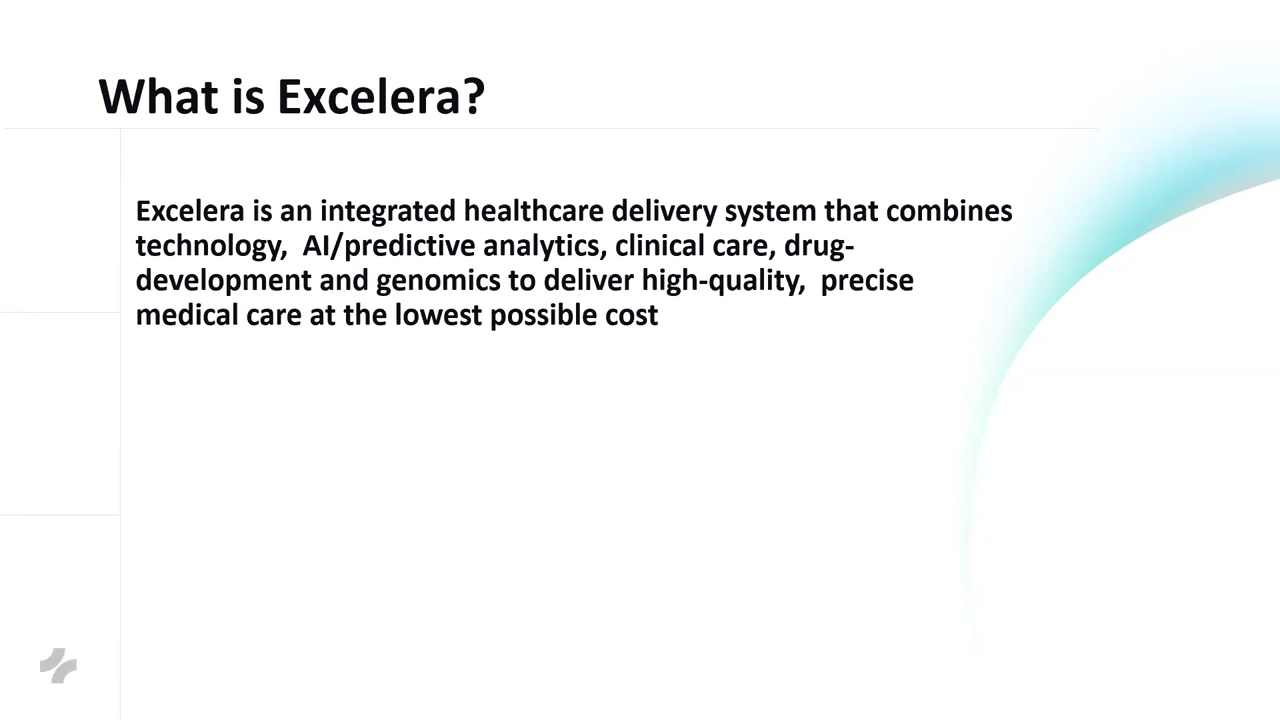 What is Excelera?
Excelera is an integrated healthcare delivery system that combines
technology,  AI/predictive analytics, clinical care, drug-
development and genomics to deliver high-quality,  precise
medical care at the lowest possible cost